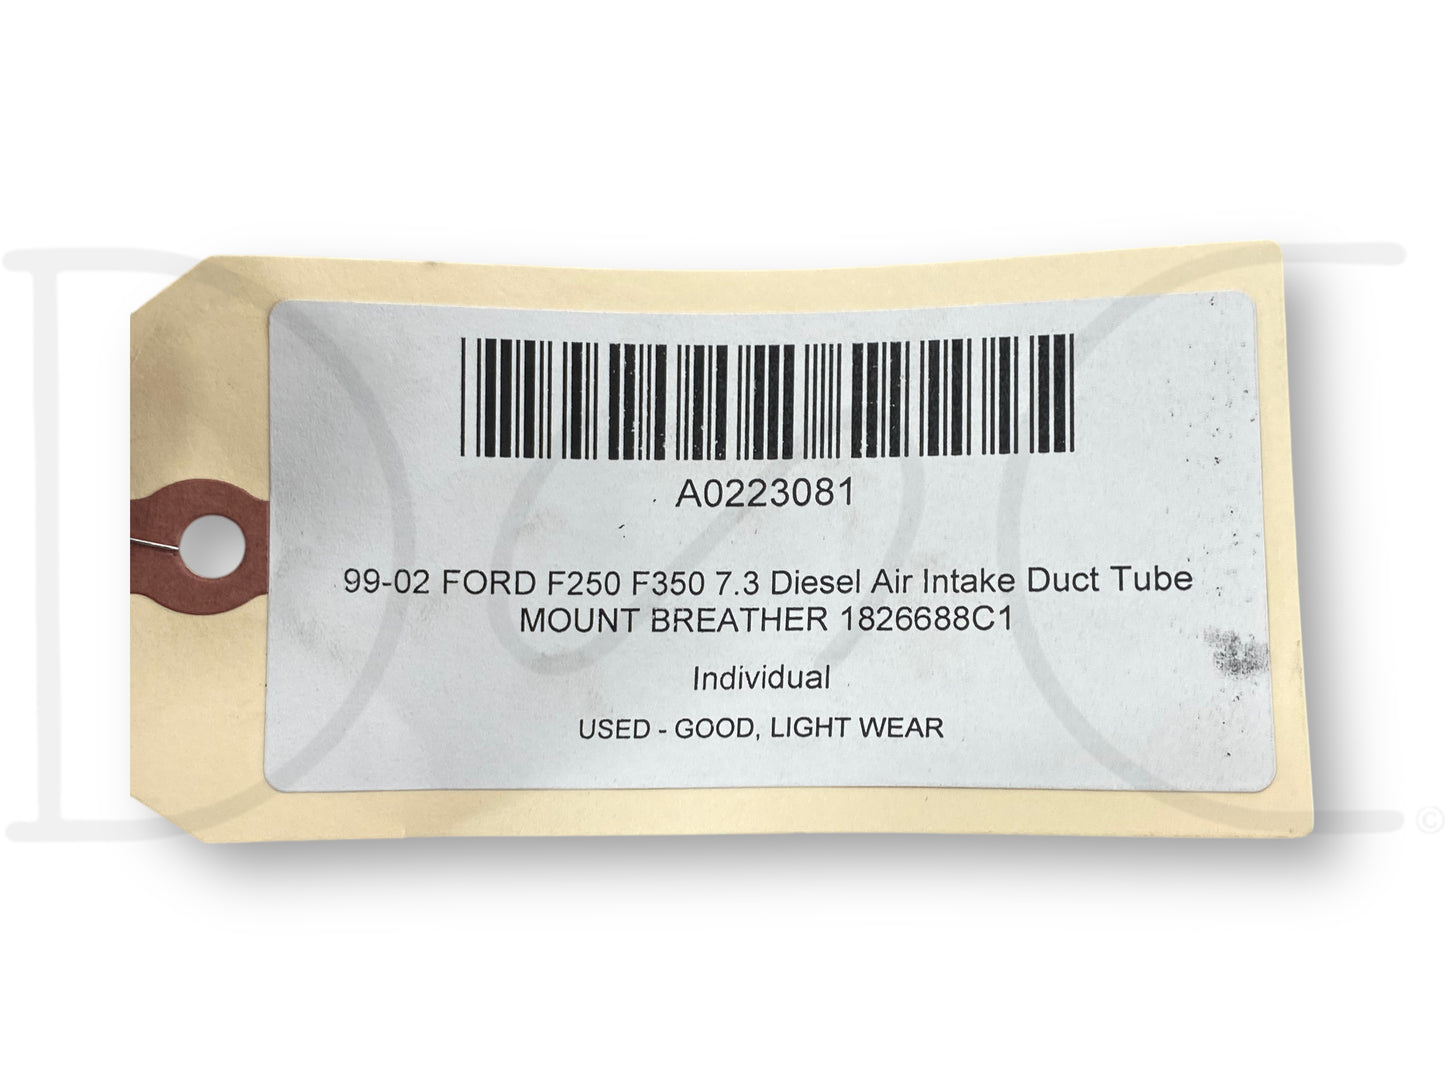 A0223081
99-02 FORD F250 F350 7.3 Diesel Air Intake Duct Tube
MOUNT BREATHER 1826688C1
Individual
USED - GOOD, LIGHT WEAR
©